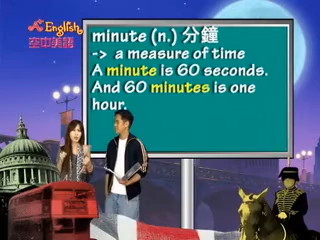 A+ English
空中美語
minute (n.) 分鐘
-> a measure of time
A minute is 60 seconds.
And 60 minutes is one
hour.